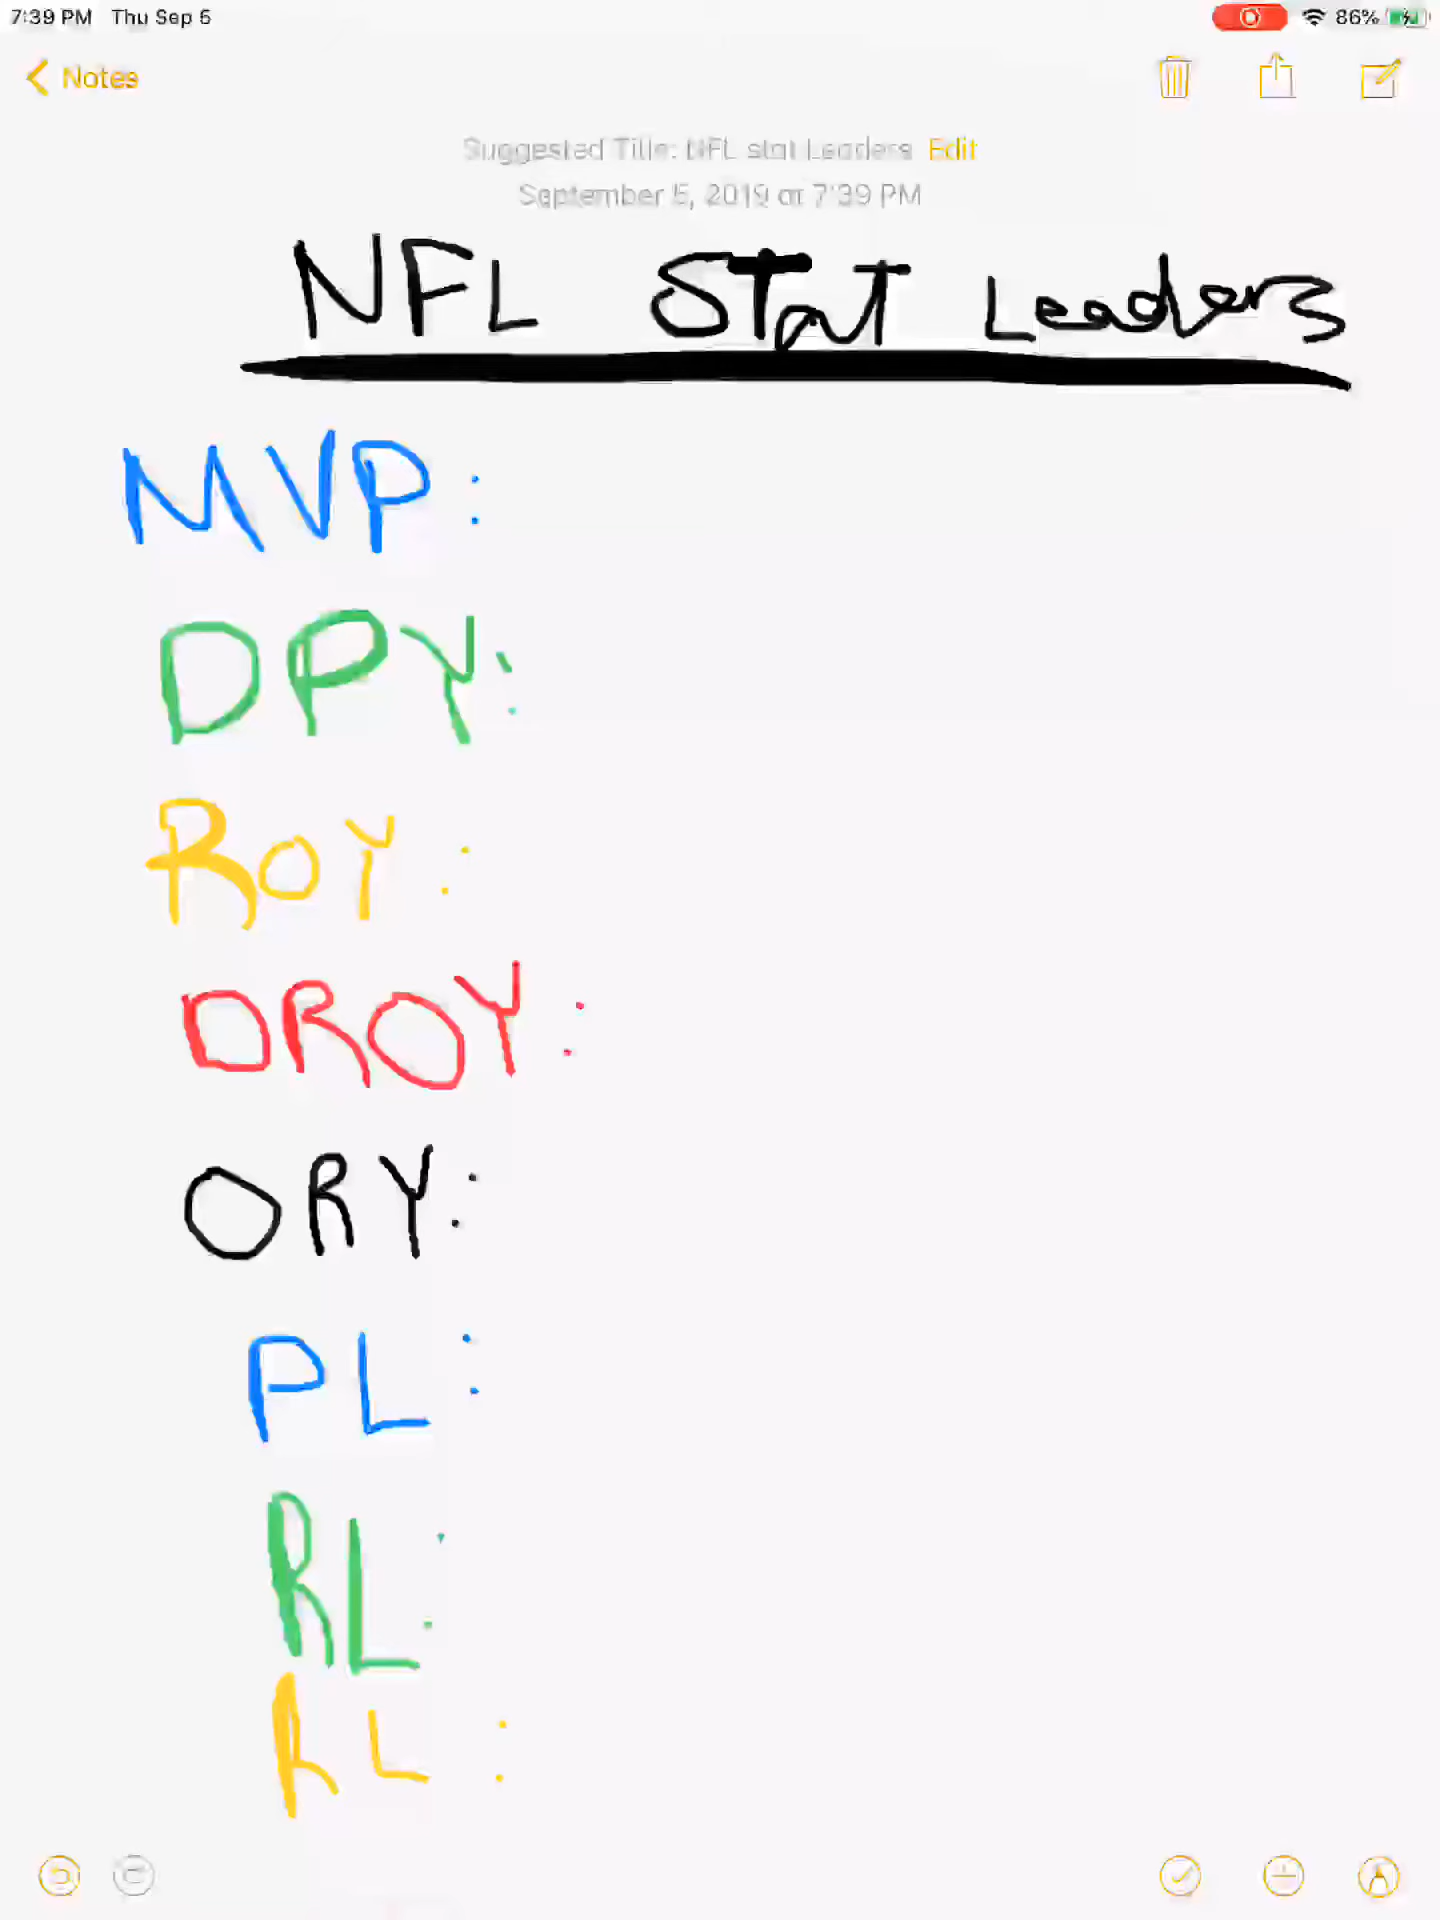 7:39 PM Thu Sep 5 86%
Notes
Suggested Title: NFL stat Leaders Edit
September 5, 2019 at 7:39 PM
NFL Stat Leaders
MVP:
DPY:
ROY:
DROY:
ORY:
PL:
RL:
RL: